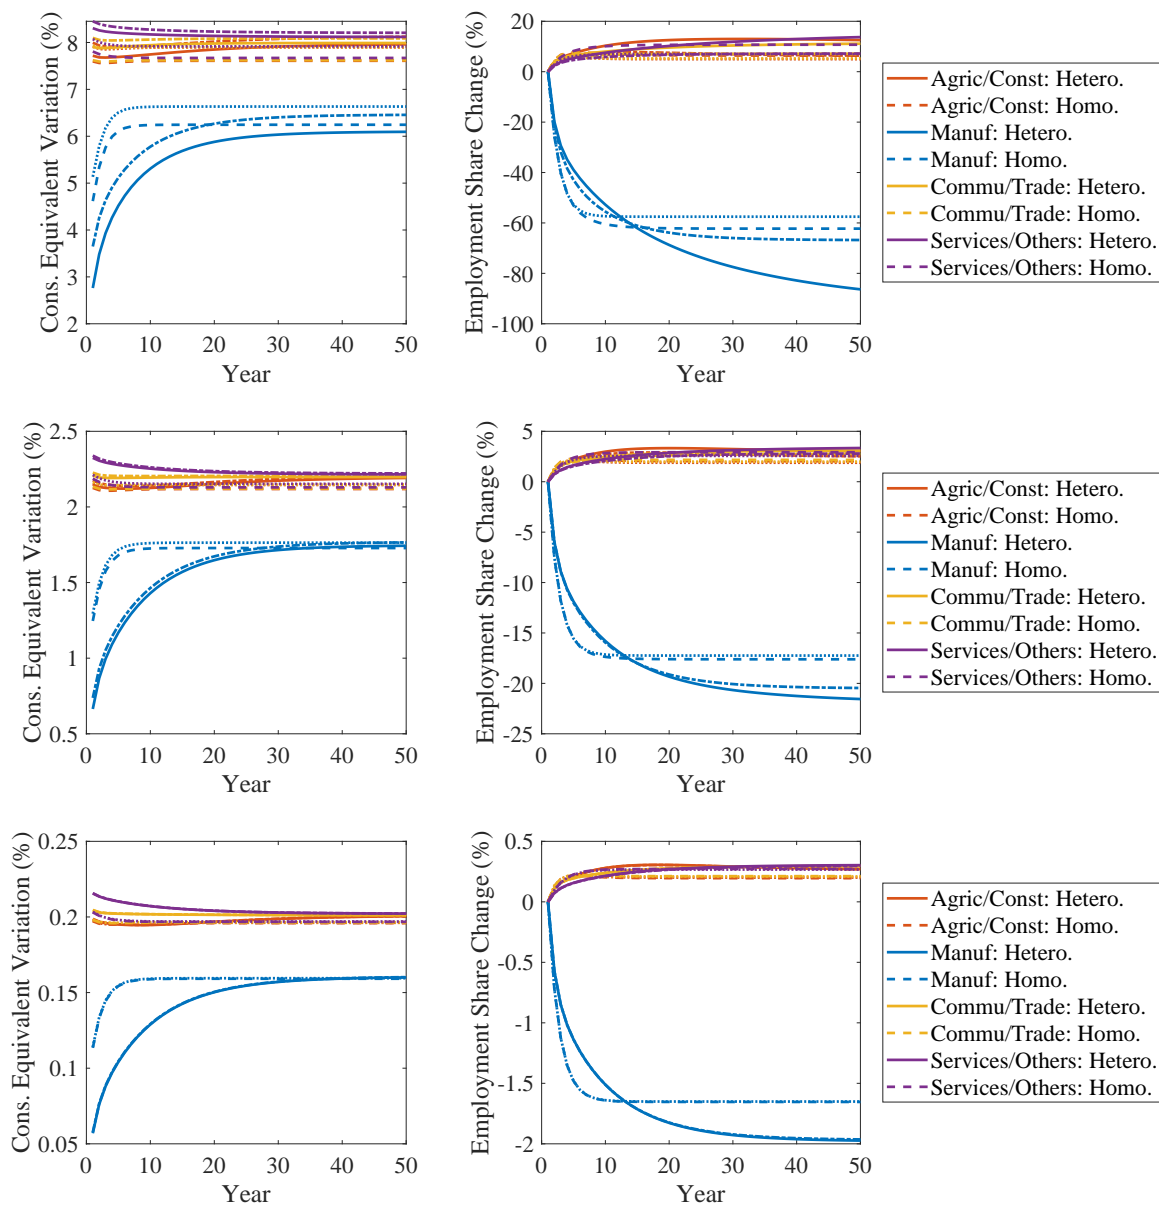 Cons. Equivalent Variation (%)
8
7
6
5
4
3
2
0
10
20
30
40
50
Year
Employment Share Change (%)
20
0
-20
-40
-60
-80
-100
0
10
20
30
40
50
Year
Agric/Const: Hetero.
Agric/Const: Homo.
Manuf: Hetero.
Manuf: Homo.
Commu/Trade: Hetero.
Commu/Trade: Homo.
Services/Others: Hetero.
Services/Others: Homo.
Cons. Equivalent Variation (%)
2.5
2
1.5
1
0.5
0
10
20
30
40
50
Year
Employment Share Change (%)
5
0
-5
-10
-15
-20
-25
0
10
20
30
40
50
Year
Agric/Const: Hetero.
Agric/Const: Homo.
Manuf: Hetero.
Manuf: Homo.
Commu/Trade: Hetero.
Commu/Trade: Homo.
Services/Others: Hetero.
Services/Others: Homo.
Cons. Equivalent Variation (%)
0.25
0.2
0.15
0.1
0.05
0
10
20
30
40
50
Year
Employment Share Change (%)
0.5
0
-0.5
-1
-1.5
-2
0
10
20
30
40
50
Year
Agric/Const: Hetero.
Agric/Const: Homo.
Manuf: Hetero.
Manuf: Homo.
Commu/Trade: Hetero.
Commu/Trade: Homo.
Services/Others: Hetero.
Services/Others: Homo.